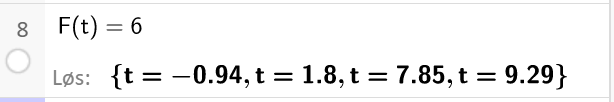 8 F(t) = 6
Løs: {t = −0.94, t = 1.8, t = 7.85, t = 9.29}